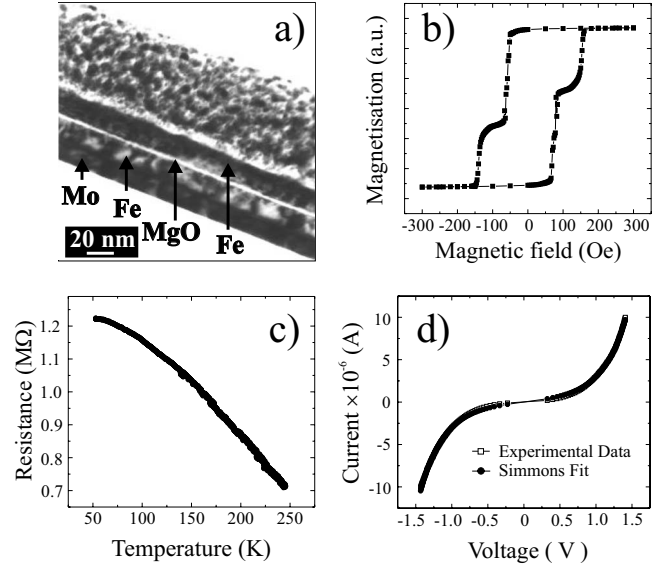 a)
Mo
Fe
MgO
Fe
20 nm
b)
Magnetisation (a.u.)
-300 -200 -100 0 100 200 300
Magnetic field (Oe)
c)
Resistance (MΩ)
1.2
1.1
1.0
0.9
0.8
0.7
50 100 150 200 250
Temperature (K)
d)
Current ×10⁻⁶ (A)
10
5
0
-5
-10
Experimental Data
Simmons Fit
-1.5 -1.0 -0.5 0.0 0.5 1.0 1.5
Voltage ( V )